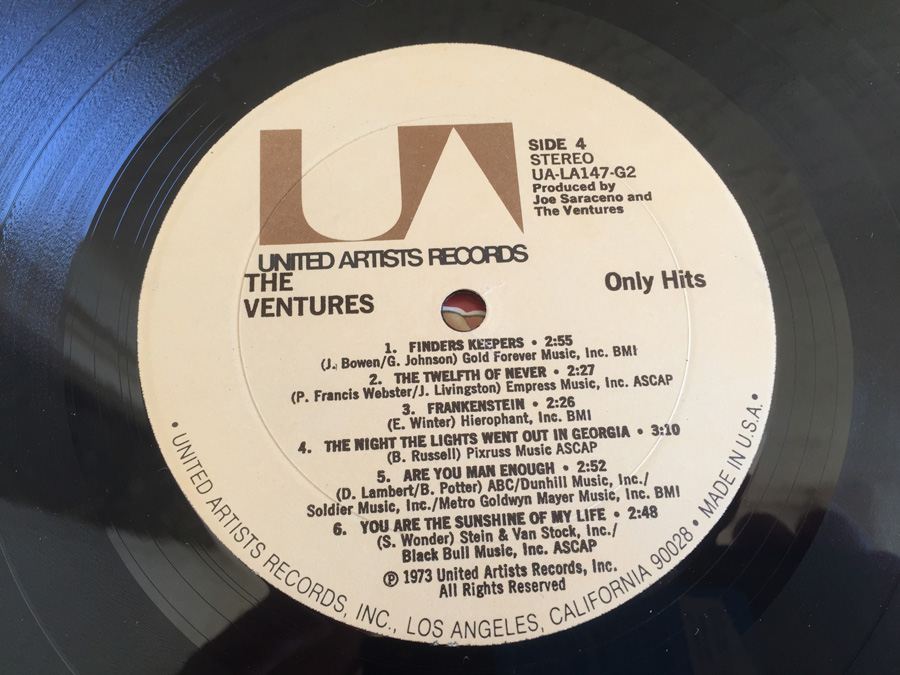 UA
SIDE 4
STEREO
UA-LA147-G2
Produced by
Joe Saraceno and
The Ventures
UNITED ARTISTS RECORDS
THE
VENTURES
Only Hits
1. FINDERS KEEPERS • 2:55
(J. Bowen/G. Johnson) Gold Forever Music, Inc. BMI
2. THE TWELFTH OF NEVER • 2:27
(P. Francis Webster/J. Livingston) Empress Music, Inc. ASCAP
3. FRANKENSTEIN • 2:26
(E. Winter) Hierophant, Inc. BMI
4. THE NIGHT THE LIGHTS WENT OUT IN GEORGIA • 3:10
(B. Russell) Pixruss Music ASCAP
5. ARE YOU MAN ENOUGH • 2:52
(D. Lambert/B. Potter) ABC/Dunhill Music, Inc./
Soldier Music, Inc./Metro Goldwyn Mayer Music, Inc. BMI
6. YOU ARE THE SUNSHINE OF MY LIFE • 2:48
(S. Wonder) Stein & Van Stock, Inc./
Black Bull Music, Inc. ASCAP
℗ 1973 United Artists Records, Inc.
All Rights Reserved
• UNITED ARTISTS RECORDS, INC., LOS ANGELES, CALIFORNIA 90028 • MADE IN U.S.A. •